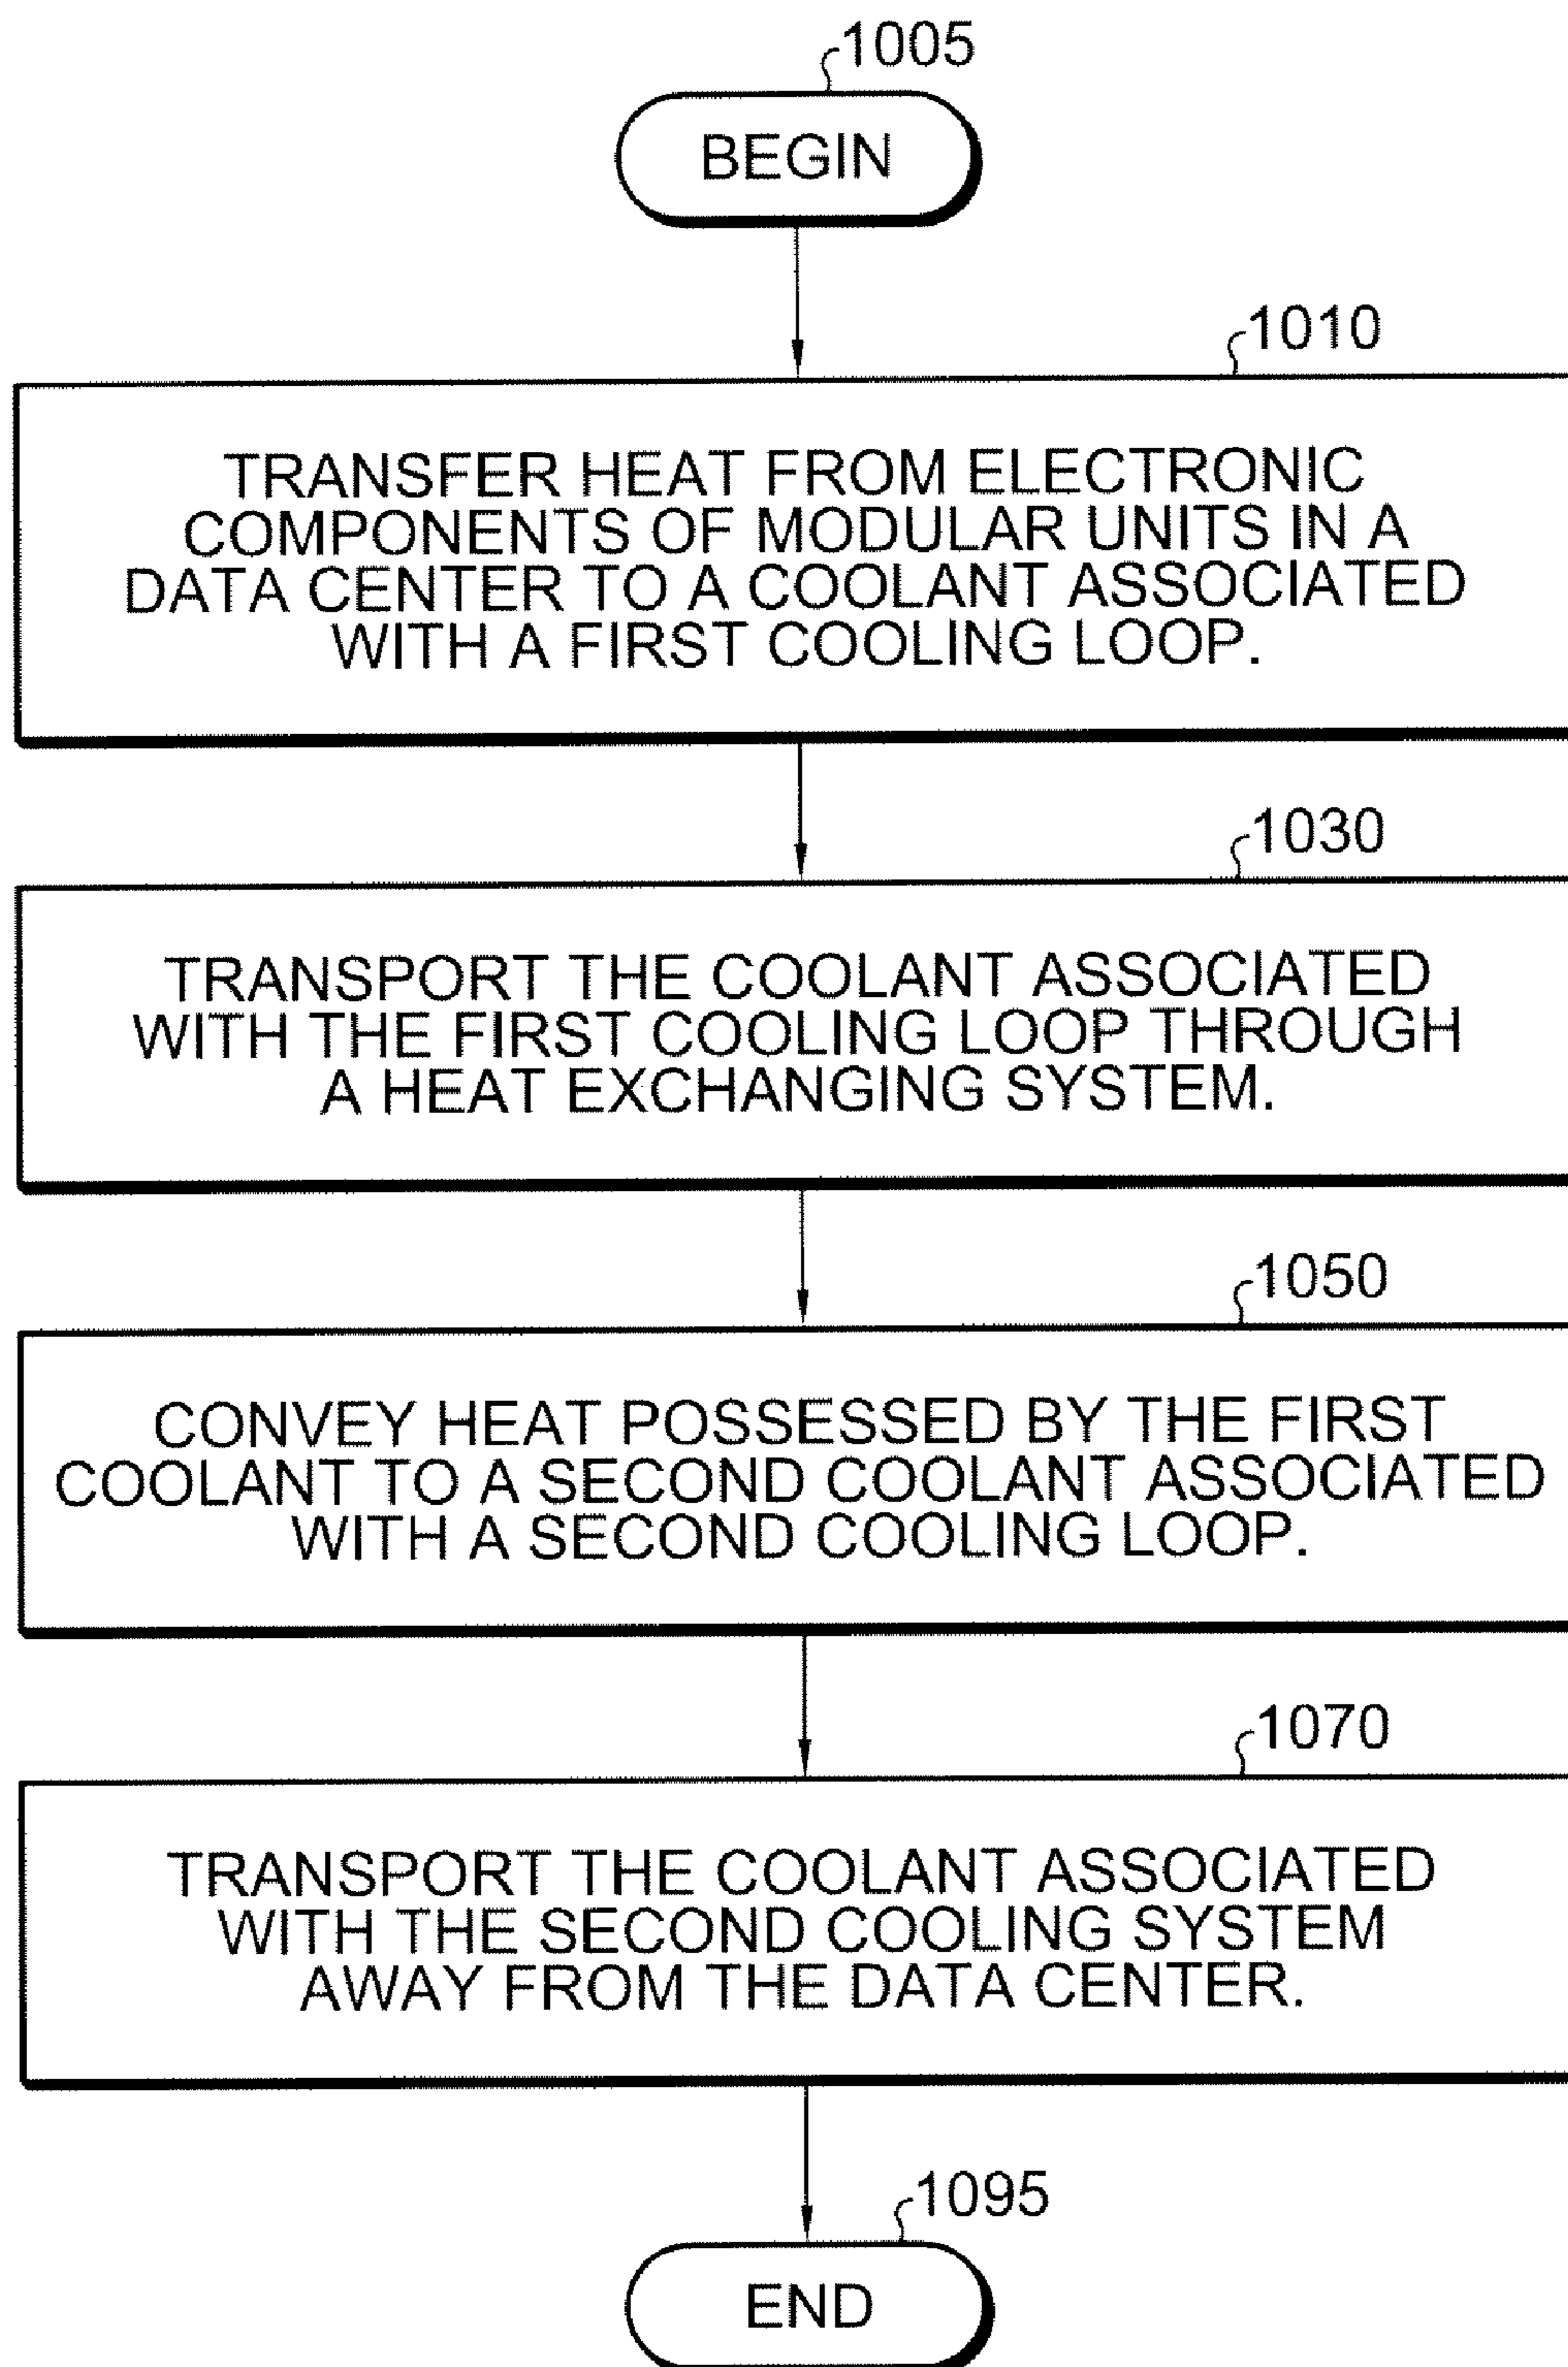 1005
BEGIN
1010
TRANSFER HEAT FROM ELECTRONIC
COMPONENTS OF MODULAR UNITS IN A
DATA CENTER TO A COOLANT ASSOCIATED
WITH A FIRST COOLING LOOP.
1030
TRANSPORT THE COOLANT ASSOCIATED
WITH THE FIRST COOLING LOOP THROUGH
A HEAT EXCHANGING SYSTEM.
1050
CONVEY HEAT POSSESSED BY THE FIRST
COOLANT TO A SECOND COOLANT ASSOCIATED
WITH A SECOND COOLING LOOP.
1070
TRANSPORT THE COOLANT ASSOCIATED
WITH THE SECOND COOLING SYSTEM
AWAY FROM THE DATA CENTER.
1095
END